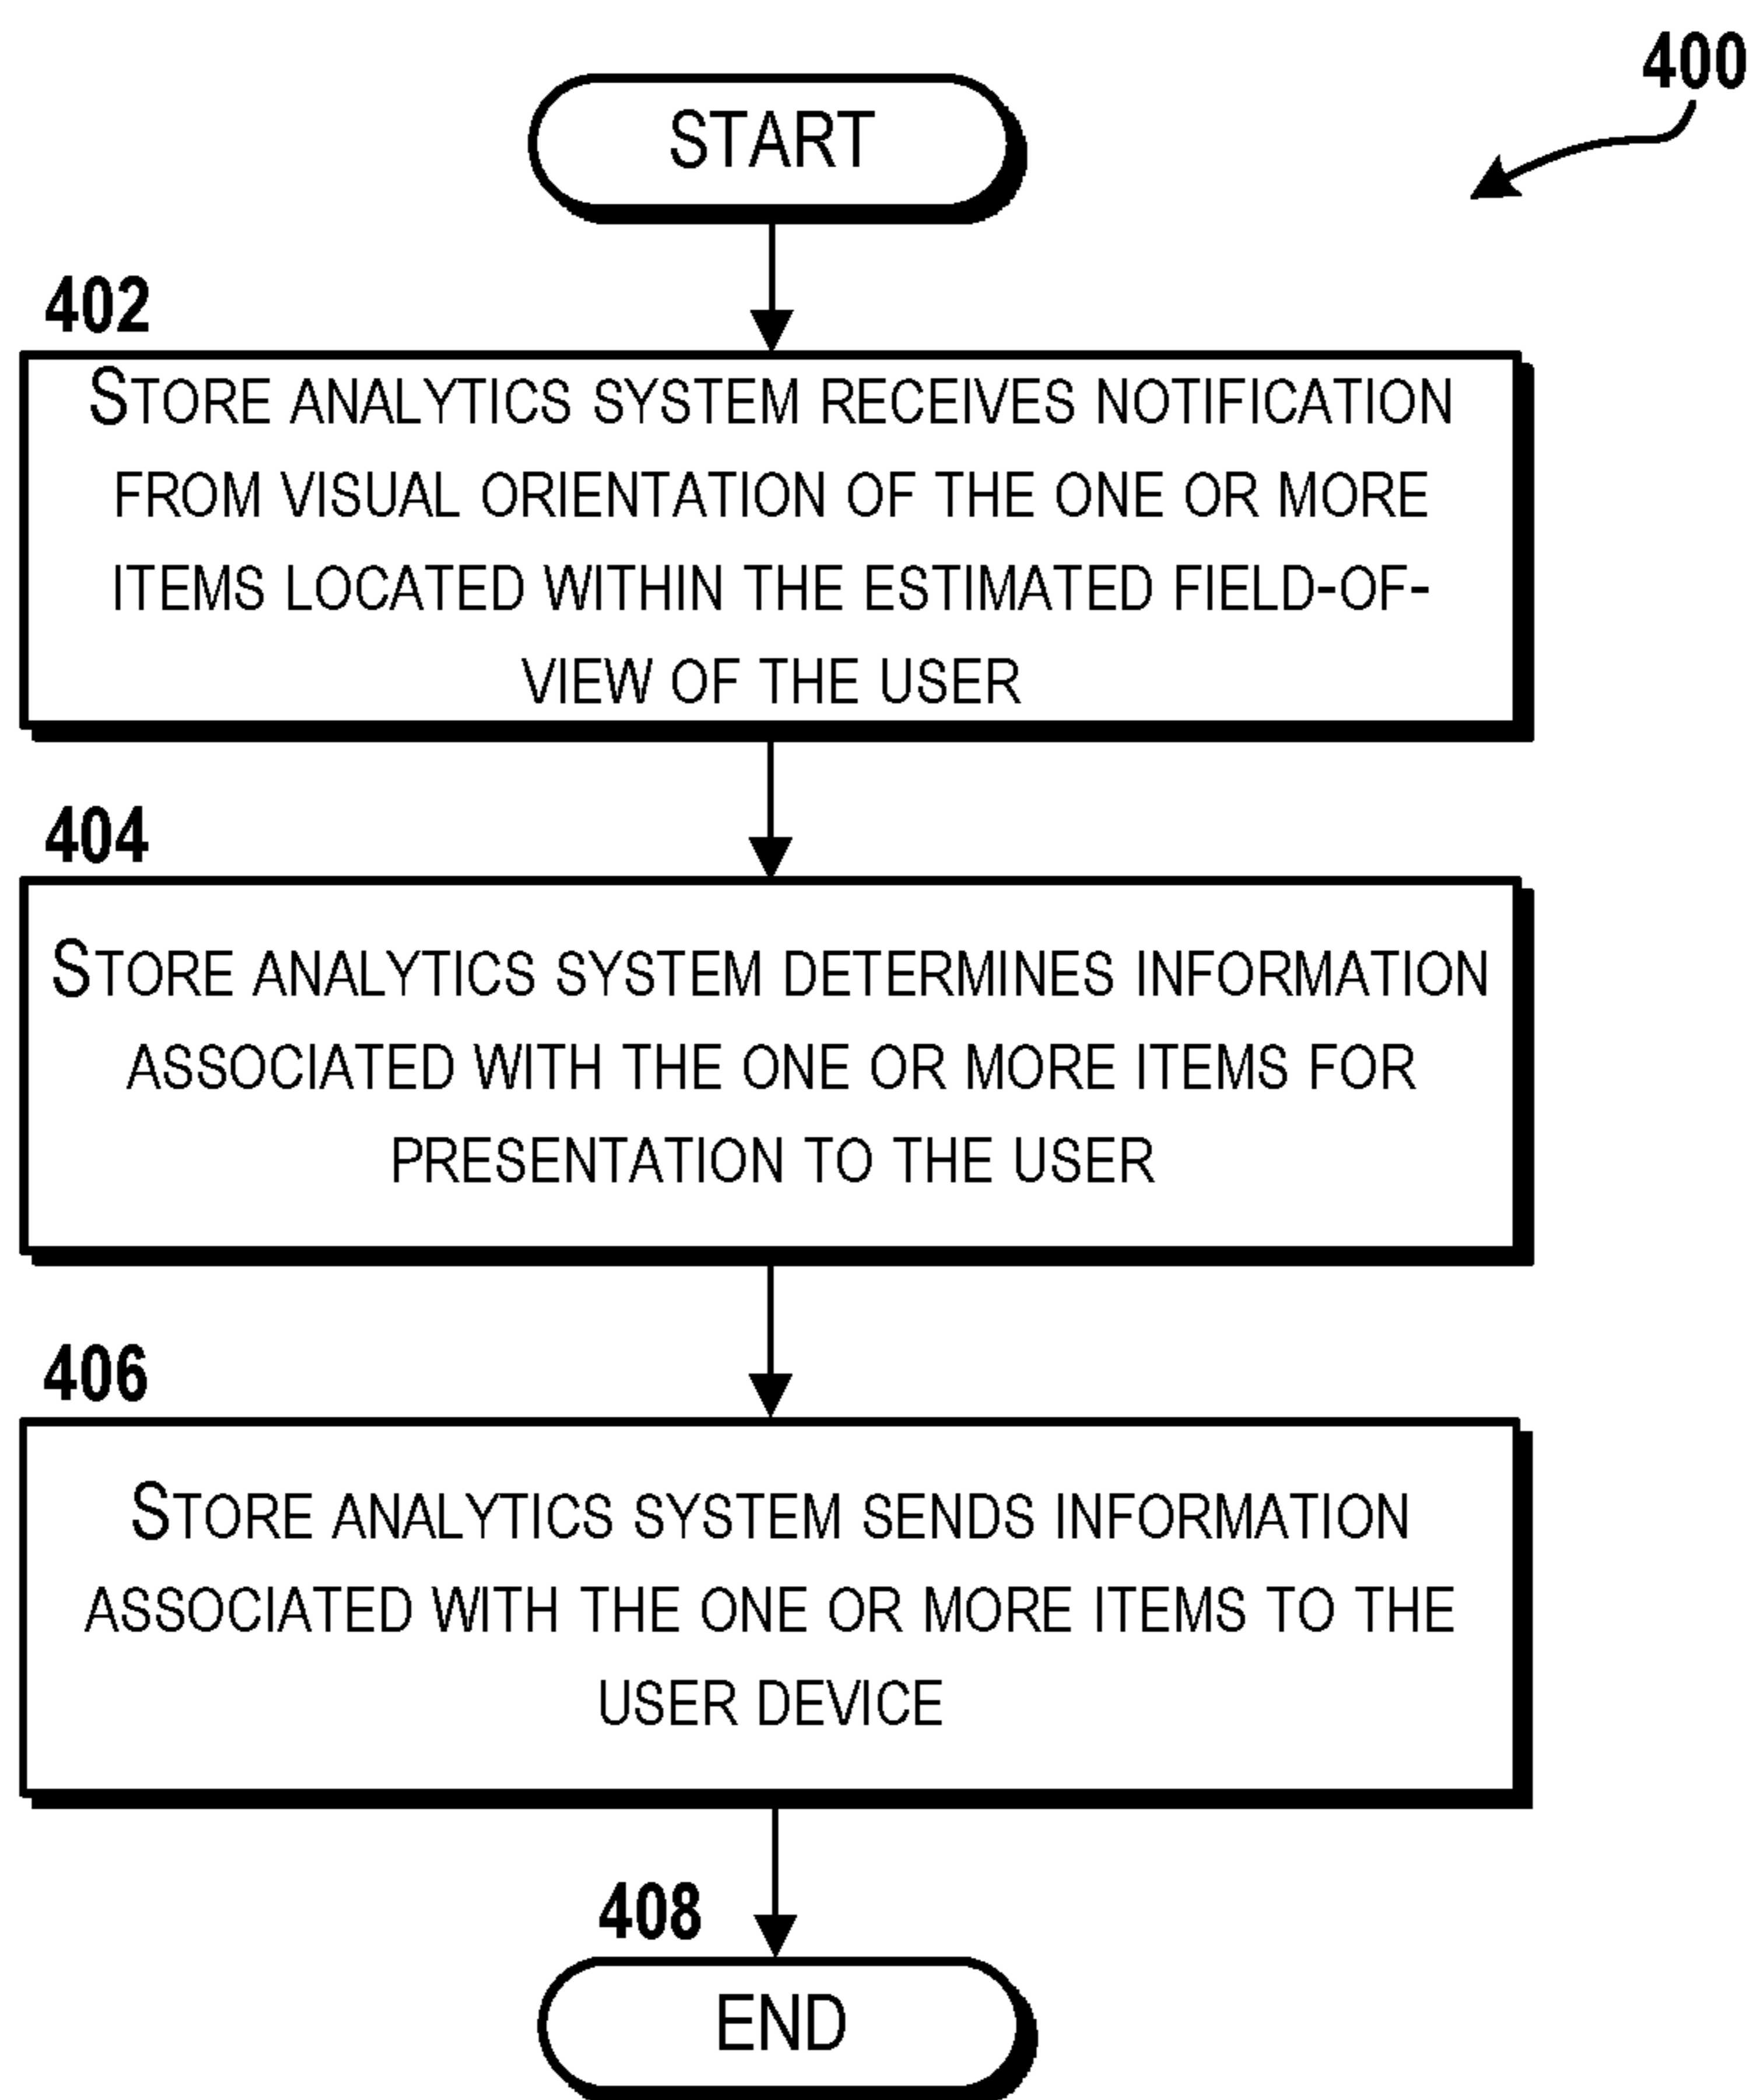 400
START
402
STORE ANALYTICS SYSTEM RECEIVES NOTIFICATION
FROM VISUAL ORIENTATION OF THE ONE OR MORE
ITEMS LOCATED WITHIN THE ESTIMATED FIELD-OF-
VIEW OF THE USER
404
STORE ANALYTICS SYSTEM DETERMINES INFORMATION
ASSOCIATED WITH THE ONE OR MORE ITEMS FOR
PRESENTATION TO THE USER
406
STORE ANALYTICS SYSTEM SENDS INFORMATION
ASSOCIATED WITH THE ONE OR MORE ITEMS TO THE
USER DEVICE
408
END